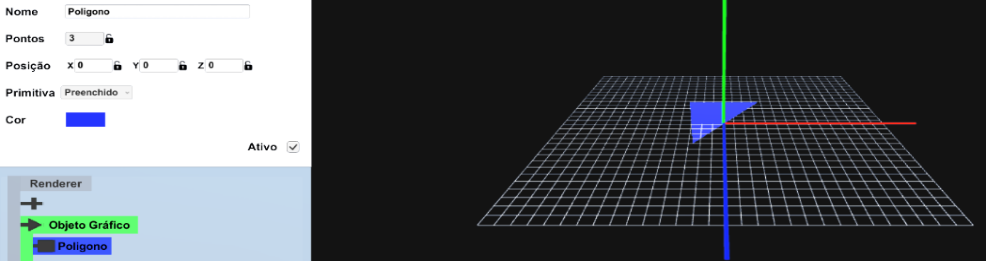 Nome Poligono
Pontos 3
Posição X 0 Y 0 Z 0
Primitiva Preenchido
Cor
Ativo
Renderer
Objeto Gráfico
Poligono